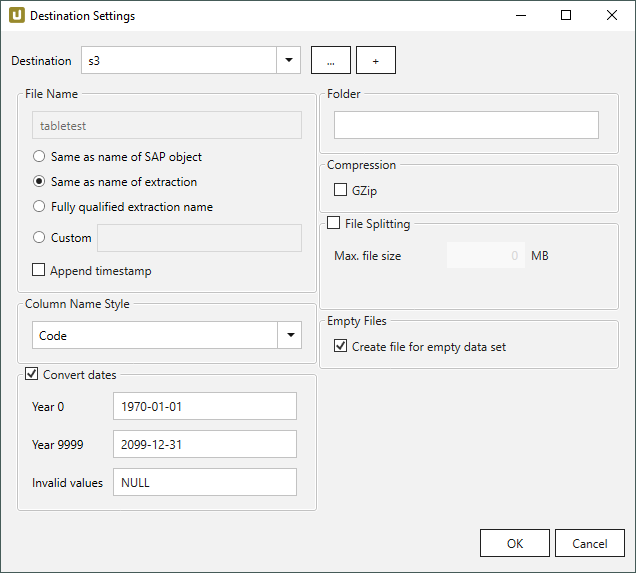 Destination Settings
Destination s3 ... +
File Name
tabletest
Same as name of SAP object
Same as name of extraction
Fully qualified extraction name
Custom
Append timestamp
Column Name Style
Code
Convert dates
Year 0 1970-01-01
Year 9999 2099-12-31
Invalid values NULL
Folder
Compression
GZip
File Splitting
Max. file size 0 MB
Empty Files
Create file for empty data set
OK Cancel